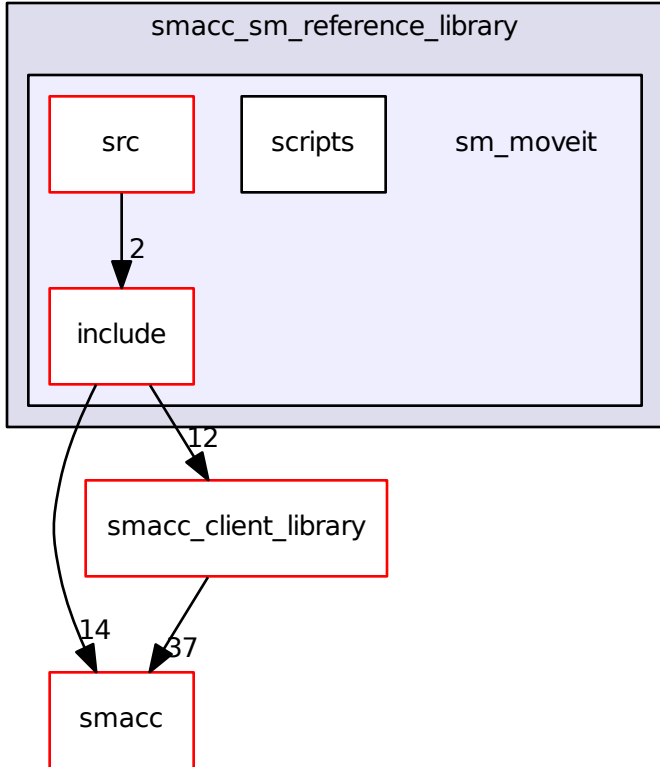 smacc_sm_reference_library
src
scripts
sm_moveit
2
include
12
smacc_client_library
14
37
smacc